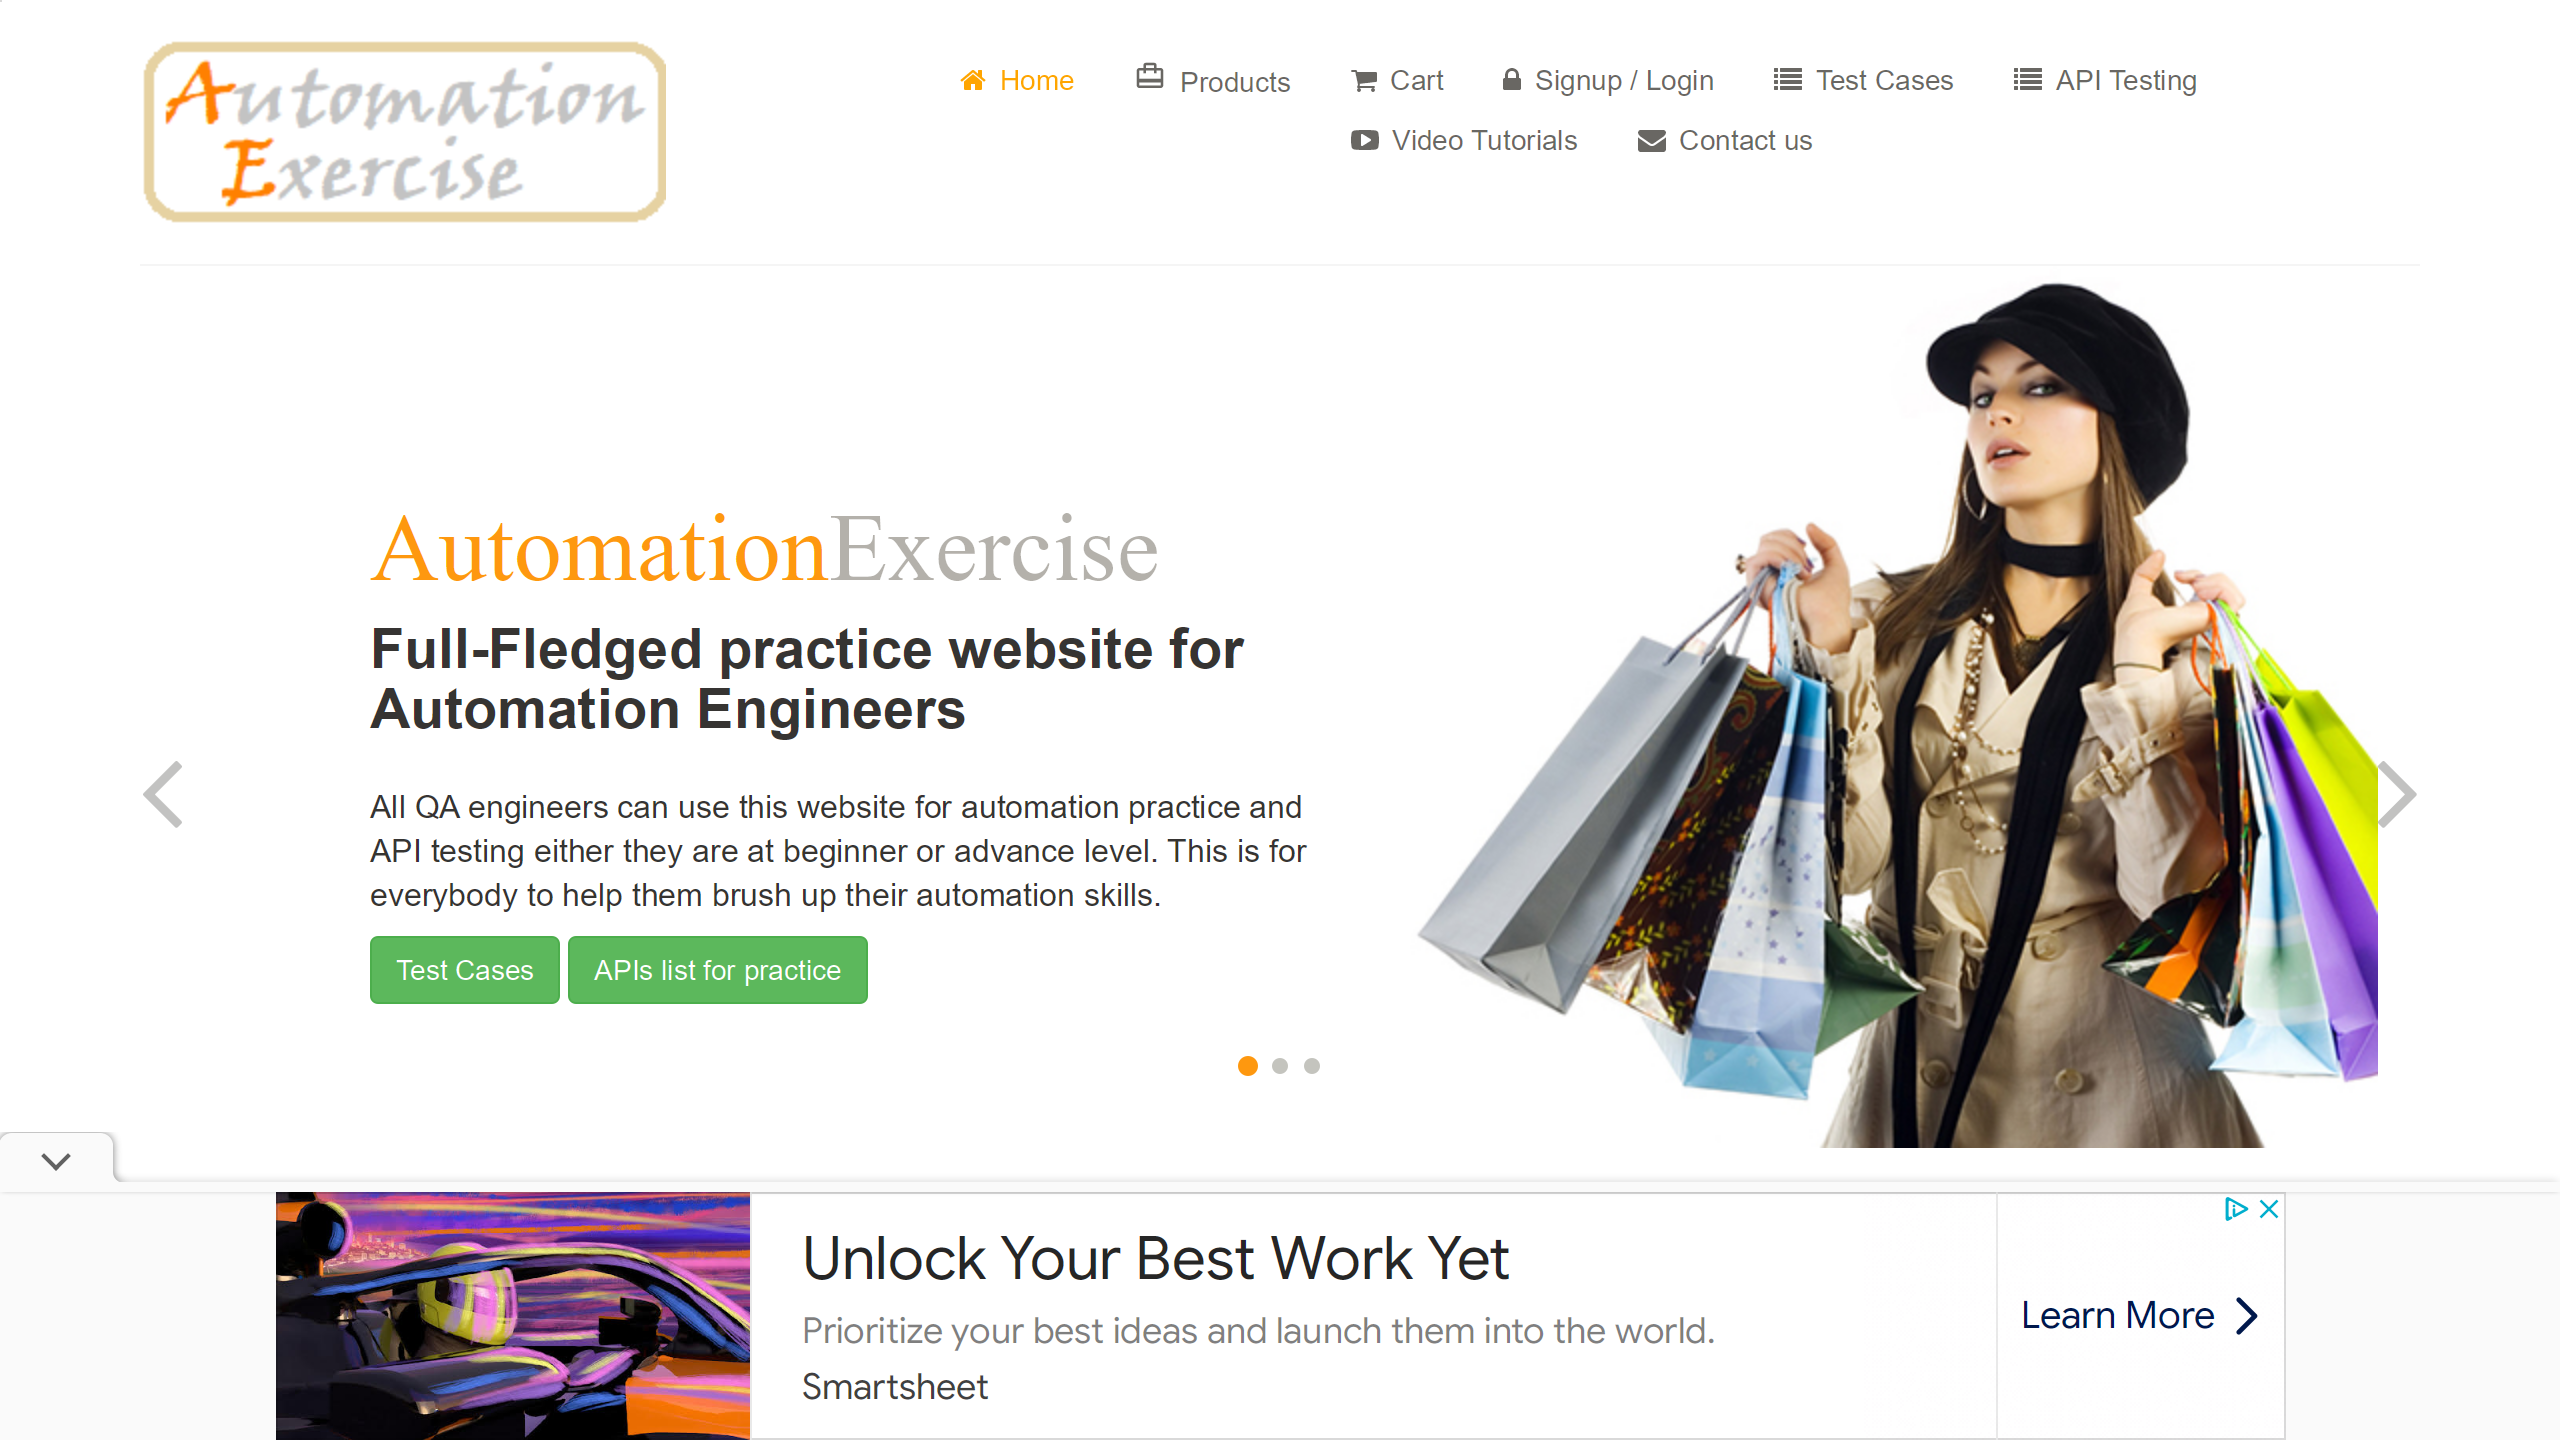 Automation
Exercise
Home
Products
Cart
Signup / Login
Test Cases
API Testing
Video Tutorials
Contact us
AutomationExercise
Full-Fledged practice website for
Automation Engineers
All QA engineers can use this website for automation practice and
API testing either they are at beginner or advance level. This is for
everybody to help them brush up their automation skills.
Test Cases
APIs list for practice
Unlock Your Best Work Yet
Prioritize your best ideas and launch them into the world.
Smartsheet
Learn More